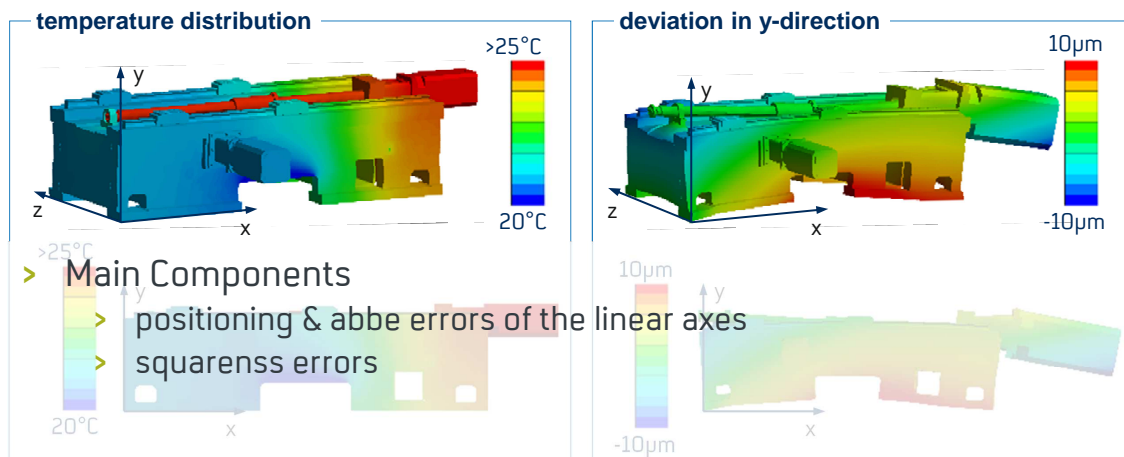 temperature distribution
>25°C
y
z
x
20°C
deviation in y-direction
10µm
y
z
x
-10µm
>25°C
y
> Main Components
> positioning & abbe errors of the linear axes
> squarenss errors
20°C
x
10µm
y
-10µm
x